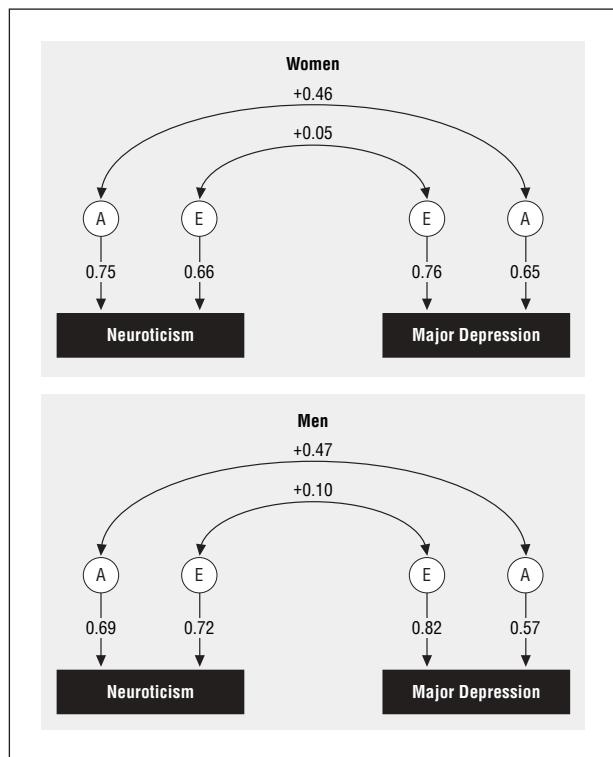 Women
+0.46
+0.05
A E E A
0.75 0.66 0.76 0.65
Neuroticism Major Depression
Men
+0.47
+0.10
A E E A
0.69 0.72 0.82 0.57
Neuroticism Major Depression